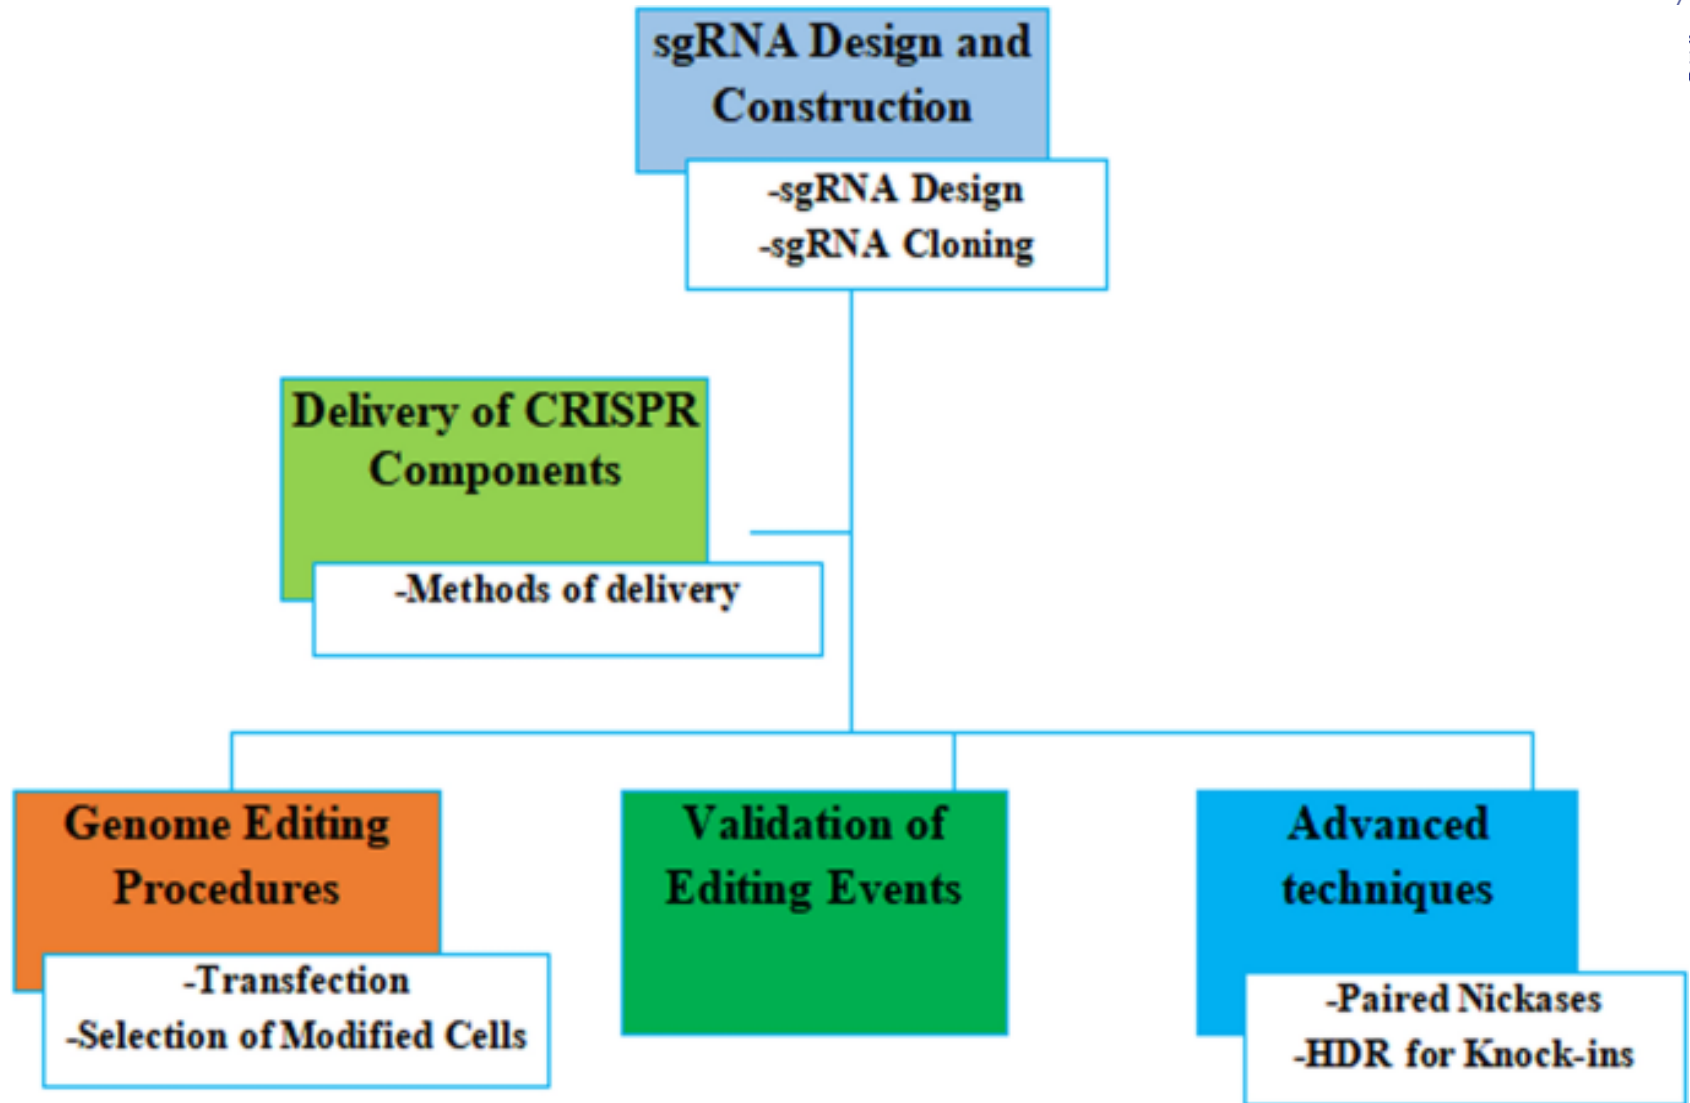 sgRNA Design and
Construction
-sgRNA Design
-sgRNA Cloning
Delivery of CRISPR
Components
-Methods of delivery
Genome Editing
Procedures
-Transfection
-Selection of Modified Cells
Validation of
Editing Events
Advanced
techniques
-Paired Nickases
-HDR for Knock-ins